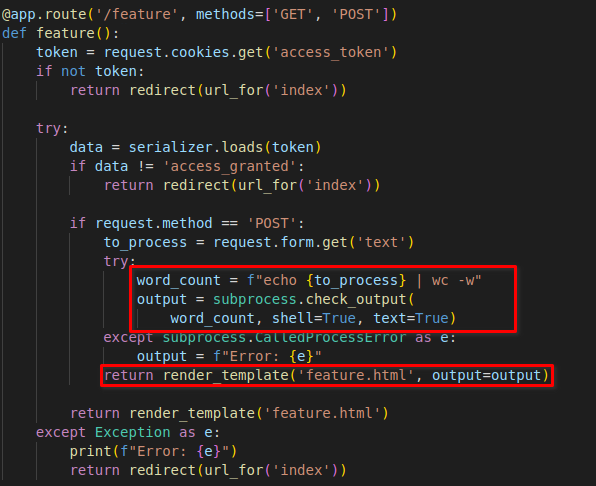 @app.route('/feature', methods=['GET', 'POST'])
def feature():
    token = request.cookies.get('access_token')
    if not token:
        return redirect(url_for('index'))

    try:
        data = serializer.loads(token)
        if data != 'access_granted':
            return redirect(url_for('index'))

        if request.method == 'POST':
            to_process = request.form.get('text')
            try:
                word_count = f"echo {to_process} | wc -w"
                output = subprocess.check_output(
                    word_count, shell=True, text=True)
            except subprocess.CalledProcessError as e:
                output = f"Error: {e}"
            return render_template('feature.html', output=output)

        return render_template('feature.html')
    except Exception as e:
        print(f"Error: {e}")
        return redirect(url_for('index'))